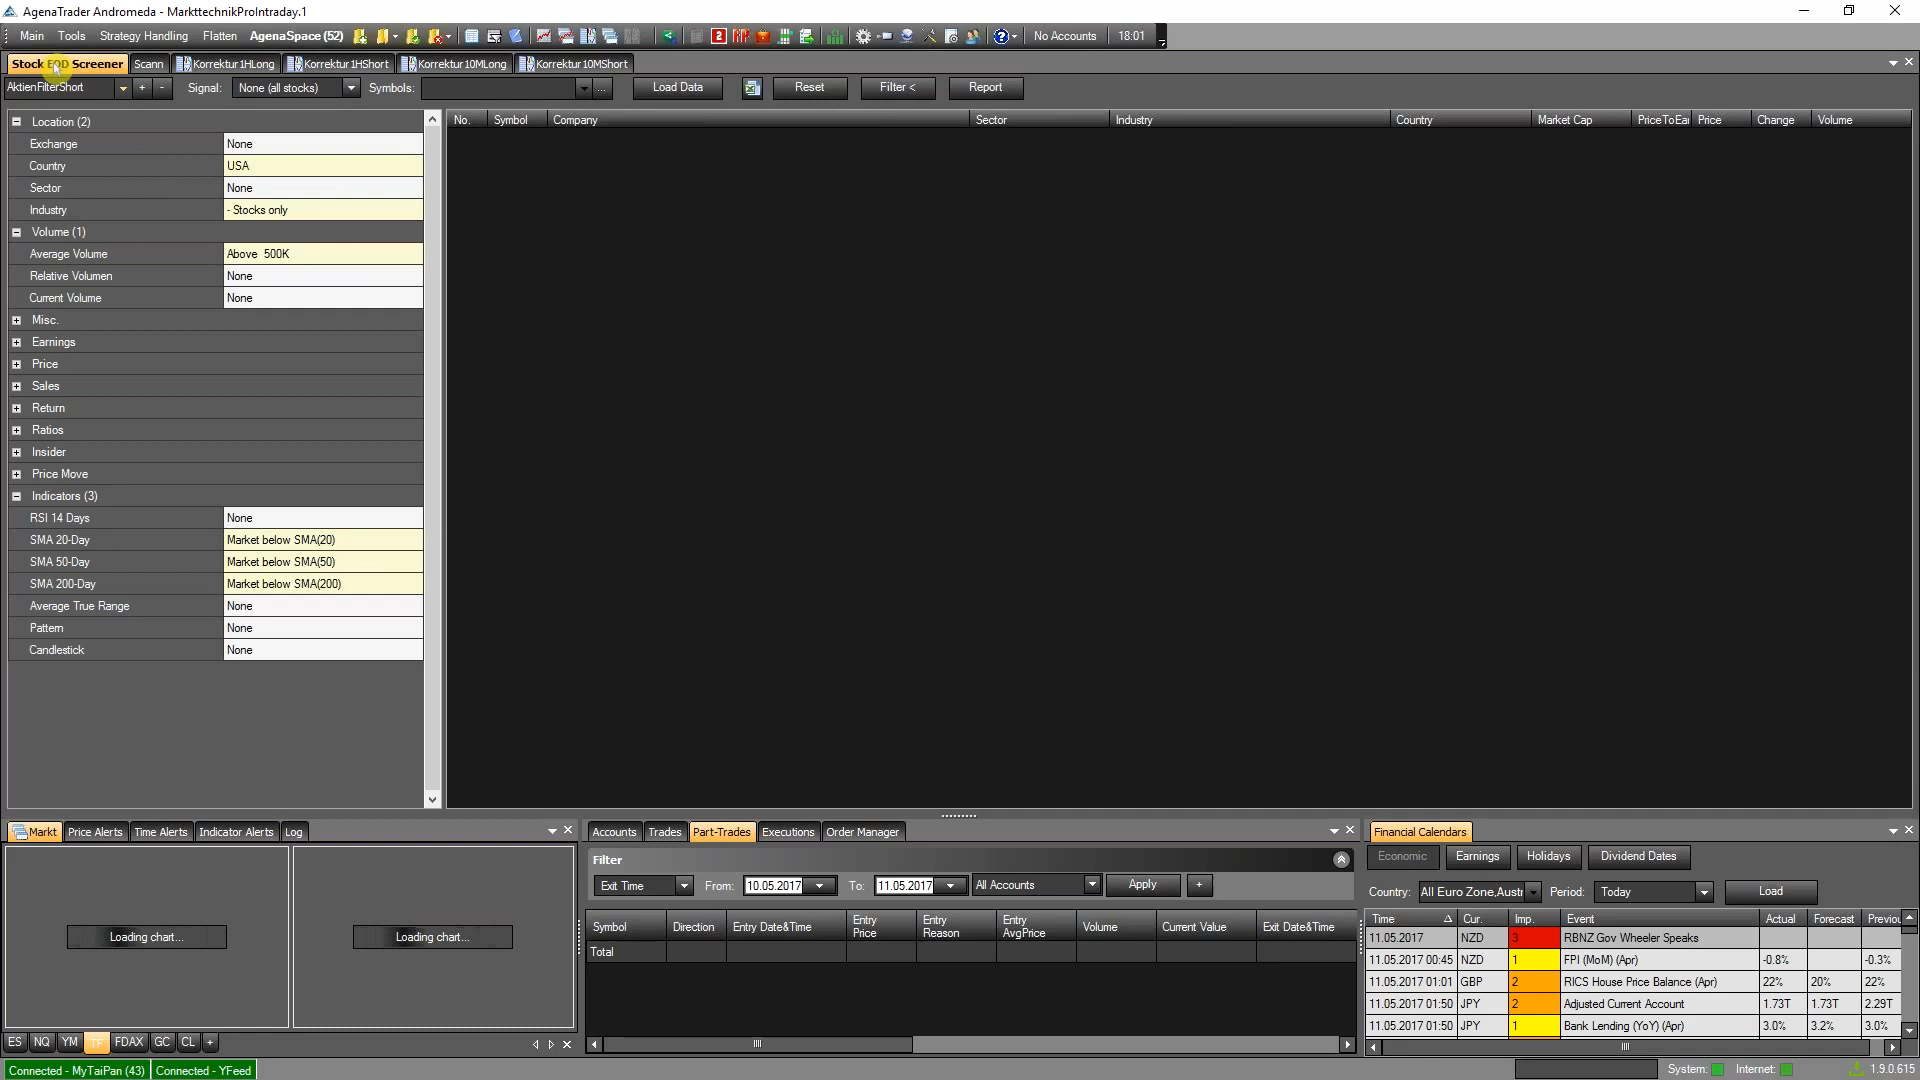 AgenaTrader Andromeda - MarkttechnikProIntraday.1
Main Tools Strategy Handling Flatten AgenaSpace (52) 2 No Accounts 18:01
Stock EOD Screener Scann Korrektur1HLong Korrektur1HShort Korrektur10MLong Korrektur10MShort
AktienFilterShort + - Signal: None (all stocks) Symbols: ... Load Data Reset Filter < Report
No. Symbol Company Sector Industry Country Market Cap PriceToEar Price Change Volume
Location (2)
Exchange None
Country USA
Sector None
Industry - Stocks only
Volume (1)
Average Volume Above 500K
Relative Volumen None
Current Volume None
Misc.
Earnings
Price
Sales
Return
Ratios
Insider
Price Move
Indicators (3)
RSI 14 Days None
SMA 20-Day Market below SMA(20)
SMA 50-Day Market below SMA(50)
SMA 200-Day Market below SMA(200)
Average True Range None
Pattern None
Candlestick None
Markt Price Alerts Time Alerts Indicator Alerts Log
Loading chart... Loading chart...
ES NQ YM TF FDAX GC CL +
Accounts Trades Part-Trades Executions Order Manager
Filter
Exit Time From: 10.05.2017 To: 11.05.2017 All Accounts Apply +
Symbol Direction Entry Date&Time Entry Price Entry Reason Entry AvgPrice Volume Current Value Exit Date&Time
Total
Financial Calendars
Economic Earnings Holidays Dividend Dates
Country: All Euro Zone,Austr Period: Today Load
Time Cur. Imp. Event Actual Forecast Previou
11.05.2017 NZD 3 RBNZ Gov Wheeler Speaks
11.05.2017 00:45 NZD 1 FPI (MoM) (Apr) -0.8% -0.3%
11.05.2017 01:01 GBP 2 RICS House Price Balance (Apr) 22% 20% 22%
11.05.2017 01:50 JPY 2 Adjusted Current Account 1.73T 1.73T 2.29T
11.05.2017 01:50 JPY 1 Bank Lending (YoY) (Apr) 3.0% 3.2% 3.0%
Connected - MyTaiPan (43) Connected - YFeed System: Internet: 1.9.0.615